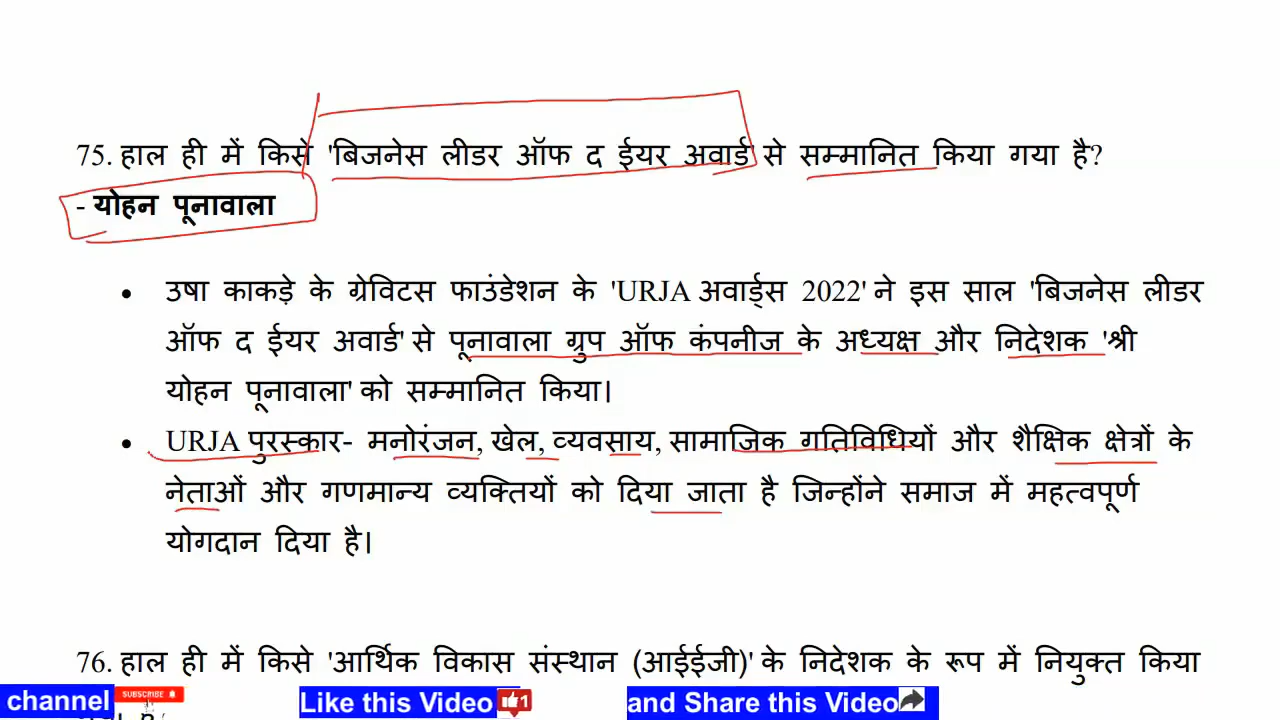 75. हाल ही में किसे 'बिजनेस लीडर ऑफ द ईयर अवार्ड' से सम्मानित किया गया है?
- योहन पूनावाला
• उषा काकड़े के ग्रेविटस फाउंडेशन के 'URJA अवार्ड्स 2022' ने इस साल 'बिजनेस लीडर
ऑफ द ईयर अवार्ड' से पूनावाला ग्रुप ऑफ कंपनीज के अध्यक्ष और निदेशक 'श्री
योहन पूनावाला' को सम्मानित किया।
• URJA पुरस्कार- मनोरंजन, खेल, व्यवसाय, सामाजिक गतिविधियों और शैक्षिक क्षेत्रों के
नेताओं और गणमान्य व्यक्तियों को दिया जाता है जिन्होंने समाज में महत्वपूर्ण
योगदान दिया है।
76. हाल ही में किसे 'आर्थिक विकास संस्थान (आईईजी)' के निदेशक के रूप में नियुक्त किया
channel SUBSCRIBE Like this Video 1 and Share this Video